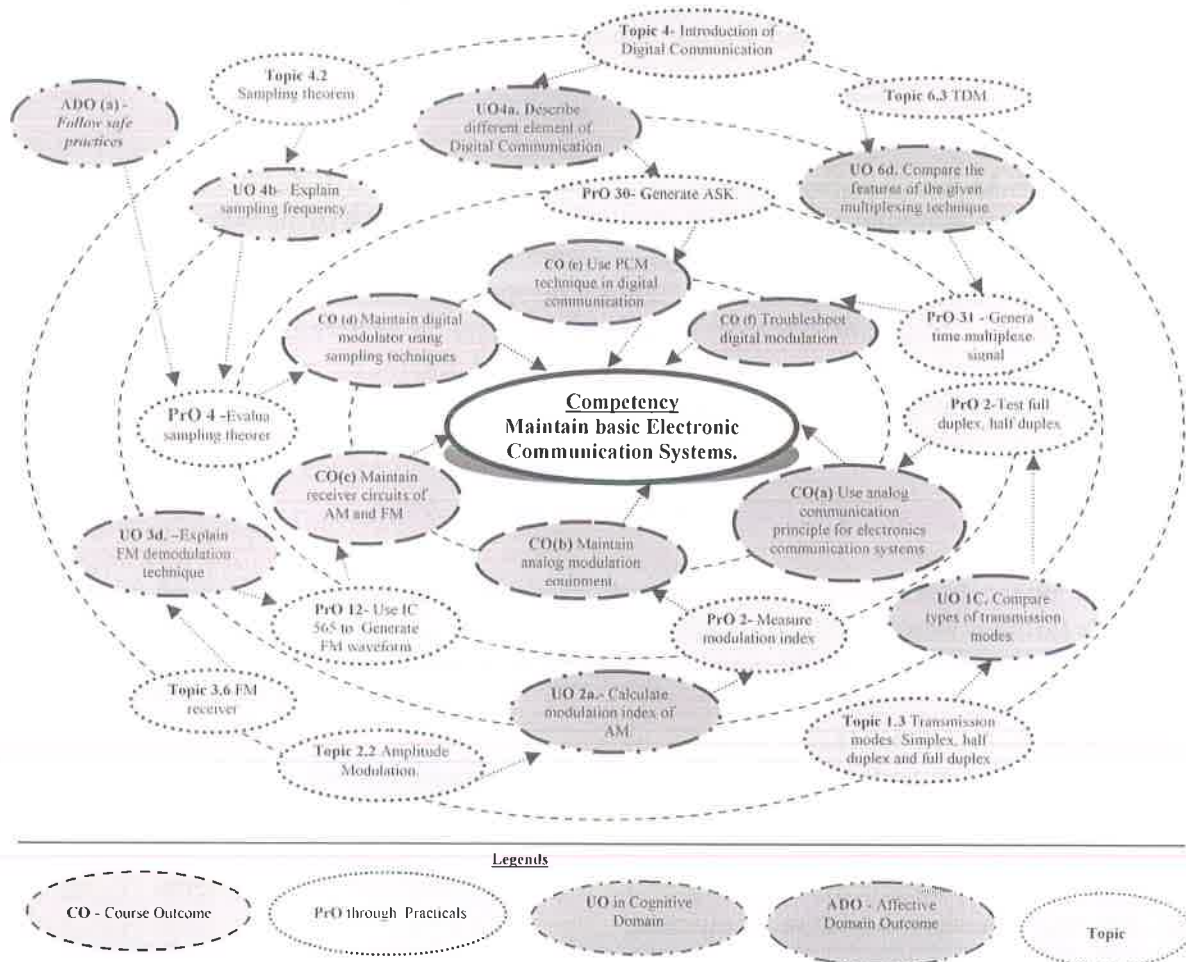 Topic 4- Introduction of
Digital Communication
Topic 4.2
Sampling theorem
Topic 6.3 TDM
ADO (a) -
Follow safe
practices
UO4a. Describe
different element of
Digital Communication
UO 4b- Explain
sampling frequency
PrO 30- Generate ASK.
UO 6d. Compare the
features of the given
multiplexing technique
CO (e) Use PCM
technique in digital
communication
CO (d) Maintain digital
modulator using
sampling techniques
CO (f) Troubleshoot
digital modulation
PrO 31 - Genera
time multiplexe
signal
Competency
Maintain basic Electronic
Communication Systems.
PrO 4 -Evalua
sampling theorer
PrO 2-Test full
duplex, half duplex
CO(c) Maintain
receiver circuits of
AM and FM
CO(a) Use analog
communication
principle for electronics
communication systems
UO 3d. -Explain
FM demodulation
technique
CO(b) Maintain
analog modulation
equipment
PrO 12- Use IC
565 to Generate
FM waveform
PrO 2- Measure
modulation index
UO 1C. Compare
types of transmission
modes
Topic 3.6 FM
receiver
UO 2a.- Calculate
modulation index of
AM.
Topic 2.2 Amplitude
Modulation.
Topic 1.3 Transmission
modes. Simplex, half
duplex and full duplex
Legends
CO - Course Outcome
PrO through Practicals
UO in Cognitive
Domain
ADO - Affective
Domain Outcome
Topic